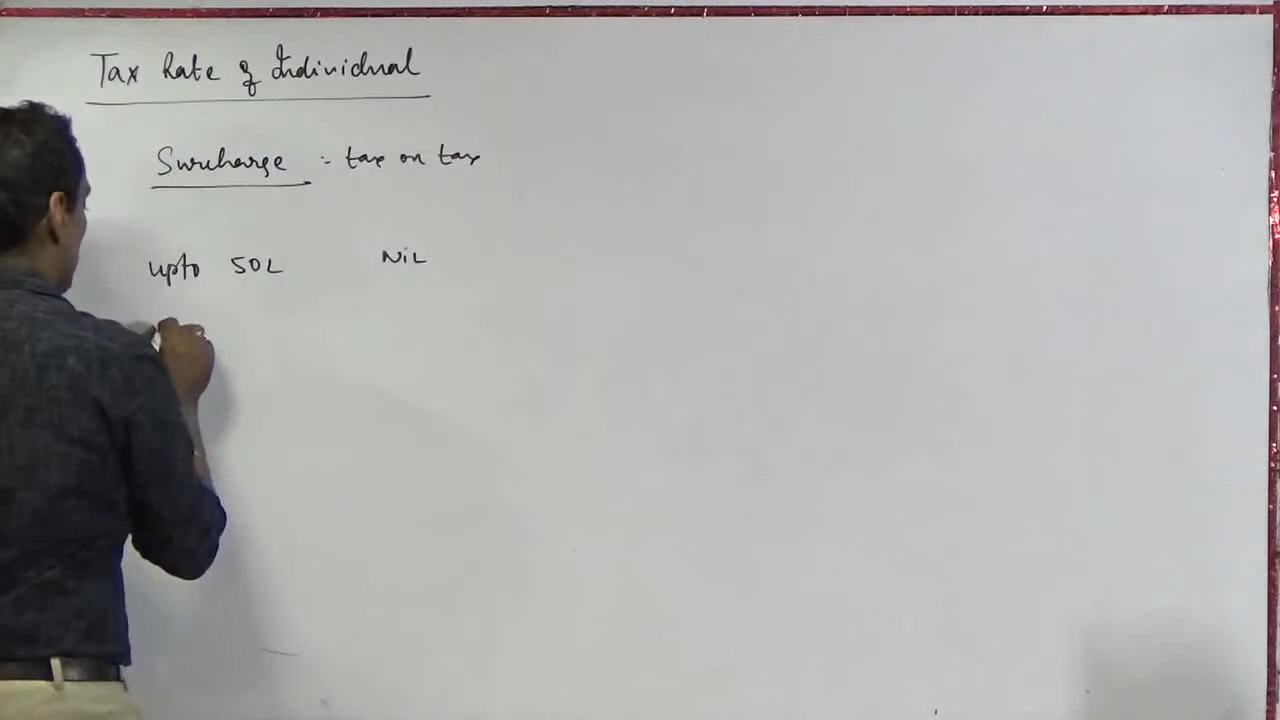 Tax Rate of Individual
Surcharge : tax on tax
upto 50L NiL